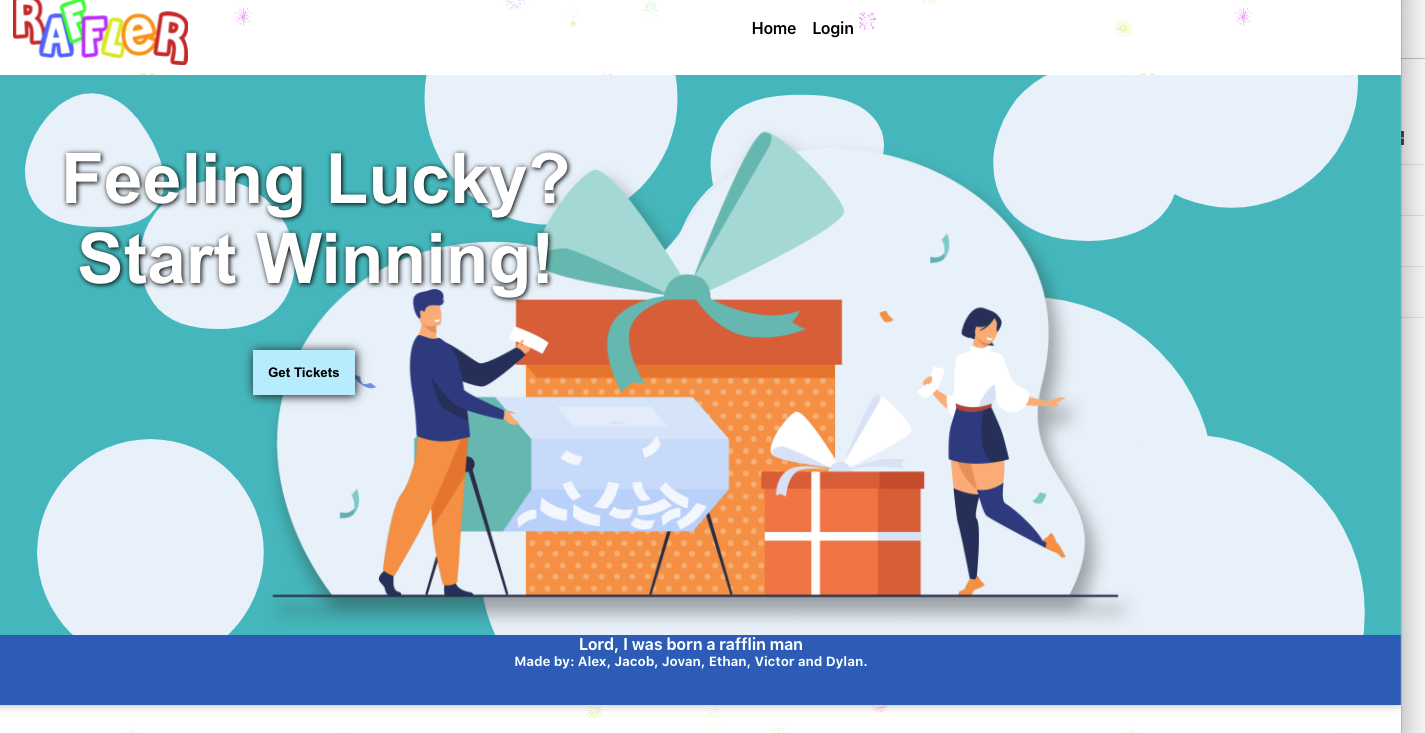 RAFFLER
Home Login
Feeling Lucky?
Start Winning!
Get Tickets
Lord, I was born a rafflin man
Made by: Alex, Jacob, Jovan, Ethan, Victor and Dylan.